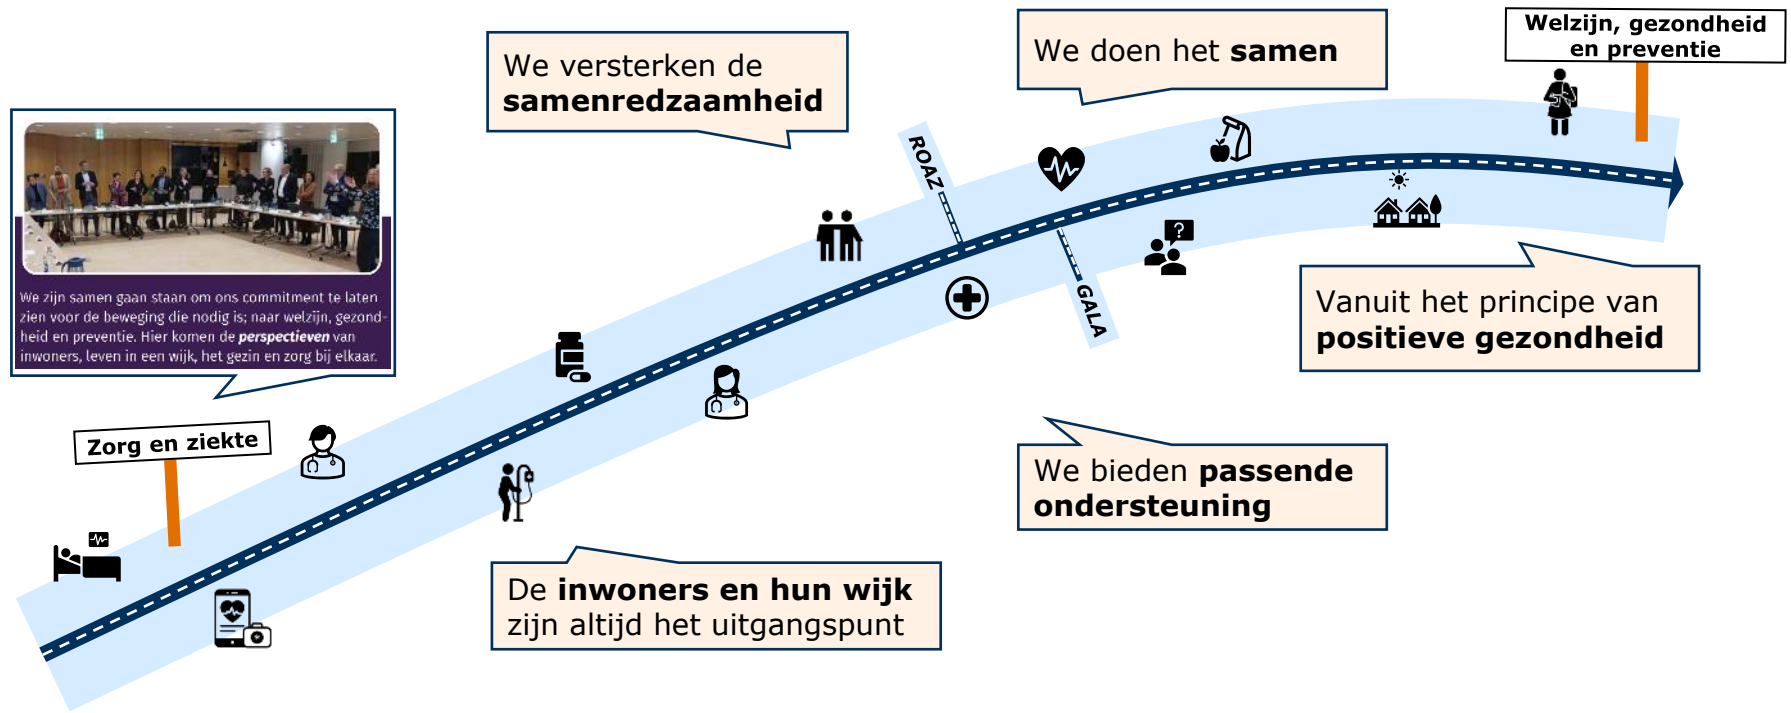 We versterken de
samenredzaamheid
We doen het samen
Welzijn, gezondheid
en preventie
We zijn samen gaan staan om ons commitment te laten
zien voor de beweging die nodig is; naar welzijn, gezond-
heid en preventie. Hier komen de perspectieven van
inwoners, leven in een wijk, het gezin en zorg bij elkaar.
ROAZ
GALA
?
Vanuit het principe van
positieve gezondheid
Zorg en ziekte
We bieden passende
ondersteuning
De inwoners en hun wijk
zijn altijd het uitgangspunt